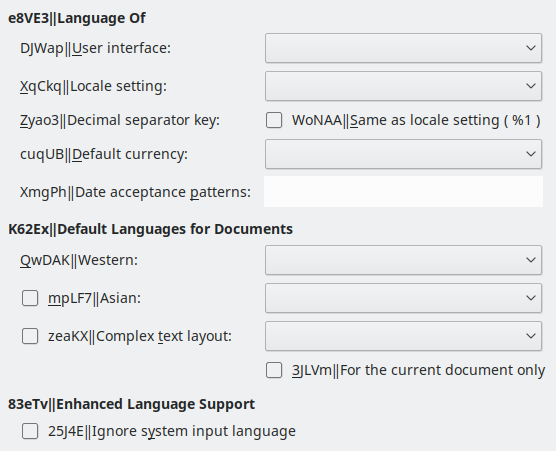 e8VE3||Language Of
DJWap||User interface:
XqCkq||Locale setting:
Zyao3||Decimal separator key:
WoNAA||Same as locale setting ( %1 )
cuqUB||Default currency:
XmgPh||Date acceptance patterns:
K62Ex||Default Languages for Documents
QwDAK||Western:
mpLF7||Asian:
zeaKX||Complex text layout:
3JLVm||For the current document only
83eTv||Enhanced Language Support
25J4E||Ignore system input language